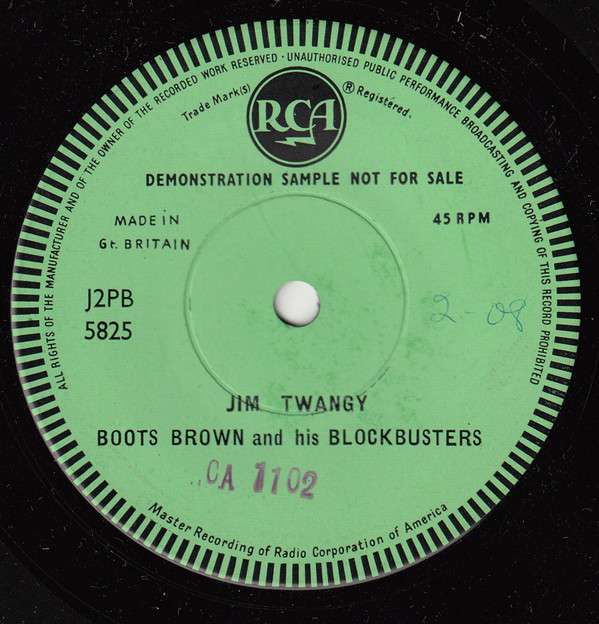 ALL RIGHTS OF THE MANUFACTURER AND OF THE OWNER OF THE RECORDED WORK RESERVED · UNAUTHORISED PUBLIC PERFORMANCE BROADCASTING AND COPYING OF THIS RECORD PROHIBITED
Trade Mark(s) RCA ® Registered.
DEMONSTRATION SAMPLE NOT FOR SALE
MADE IN 45 RPM
Gt. BRITAIN
J2PB
5825
2-08
JIM TWANGY
BOOTS BROWN and his BLOCKBUSTERS
CA 1102
Master Recording of Radio Corporation of America